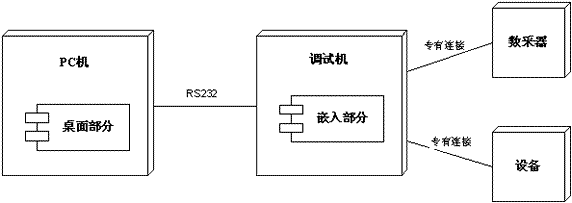 PC机
桌面部分
RS232
调试机
嵌入部分
专有连接
数采器
专有连接
设备